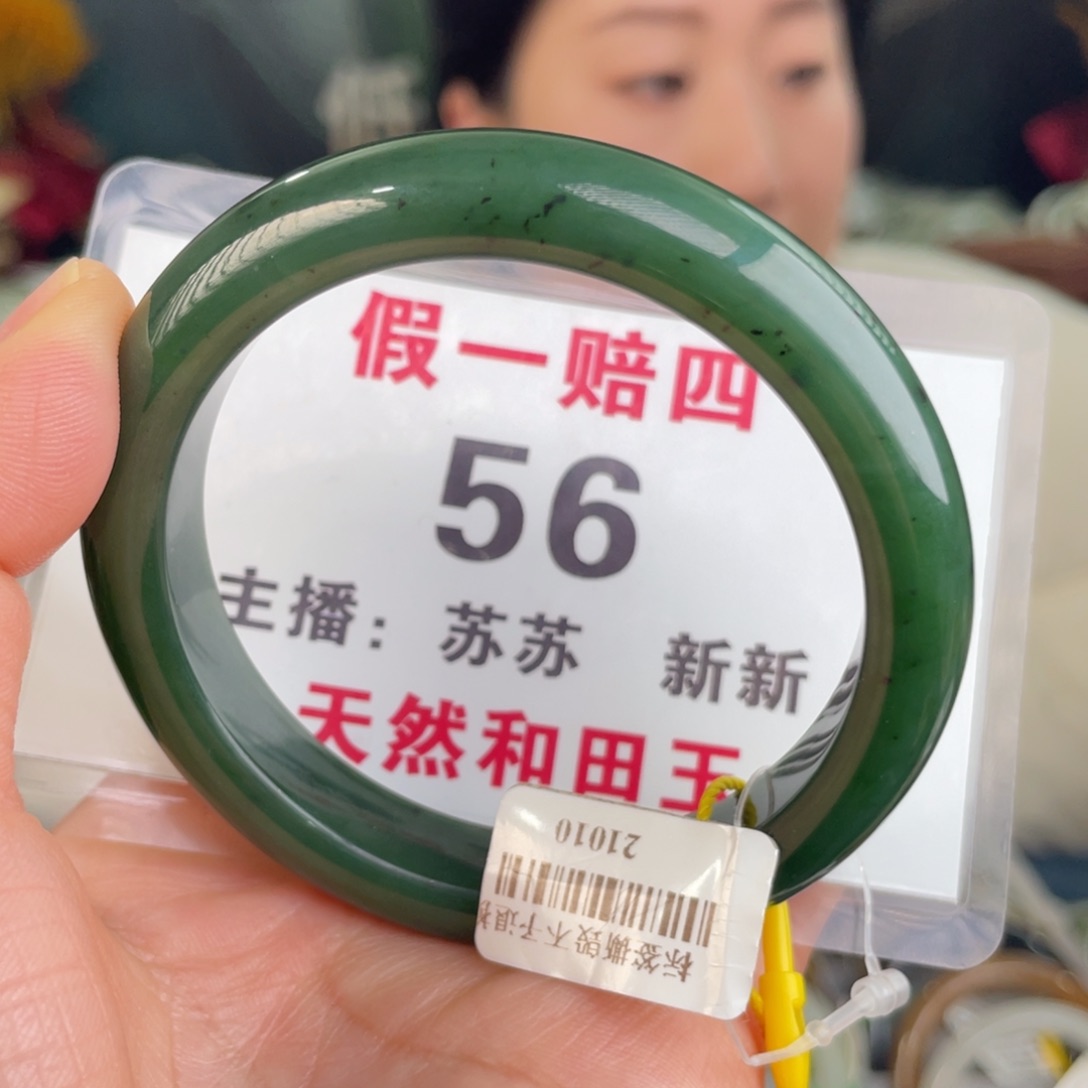 假一赔四
56
主播：苏苏 新新
天然和田玉
21010
标签撕毁不予退